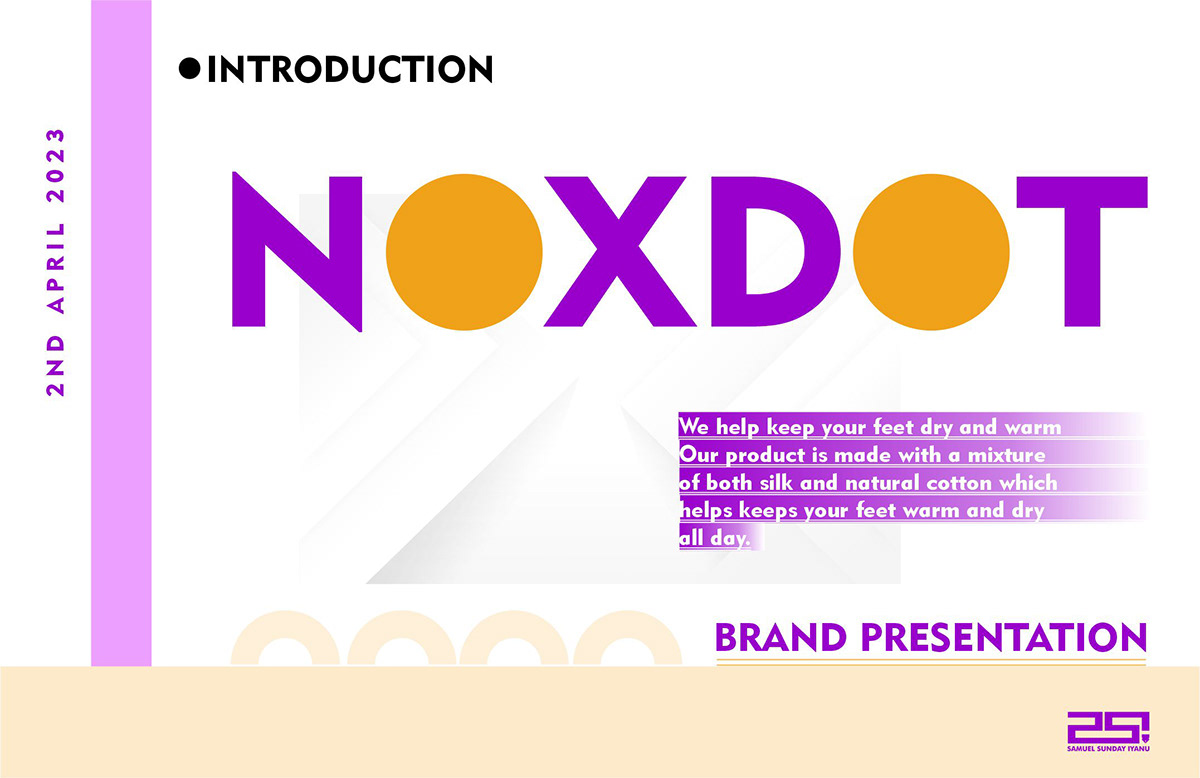 INTRODUCTION
2ND APRIL 2023
NOXDOT
We help keep your feet dry and warm
Our product is made with a mixture
of both silk and natural cotton which
helps keeps your feet warm and dry
all day.
BRAND PRESENTATION
SAMUEL SUNDAY IYANU